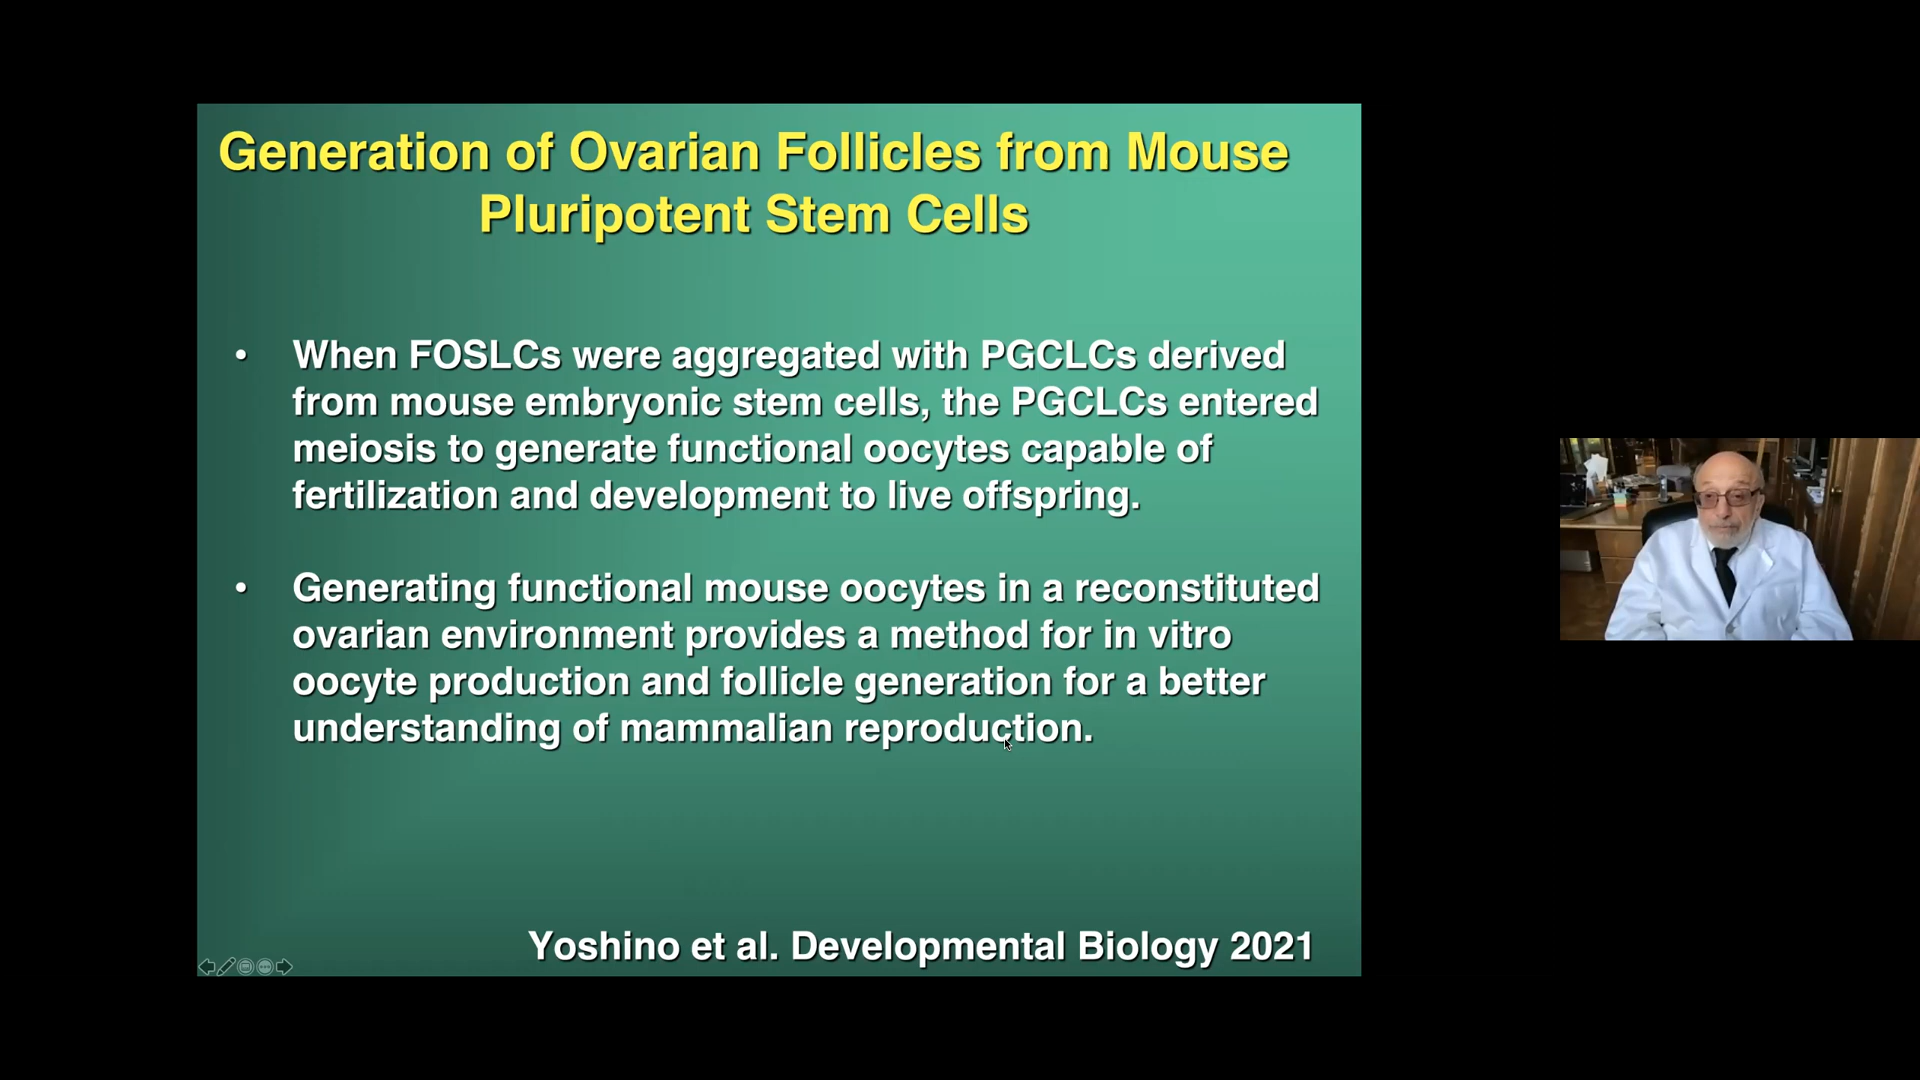 Generation of Ovarian Follicles from Mouse
Pluripotent Stem Cells
• When FOSLCs were aggregated with PGCLCs derived
from mouse embryonic stem cells, the PGCLCs entered
meiosis to generate functional oocytes capable of
fertilization and development to live offspring.
• Generating functional mouse oocytes in a reconstituted
ovarian environment provides a method for in vitro
oocyte production and follicle generation for a better
understanding of mammalian reproduction.
Yoshino et al. Developmental Biology 2021